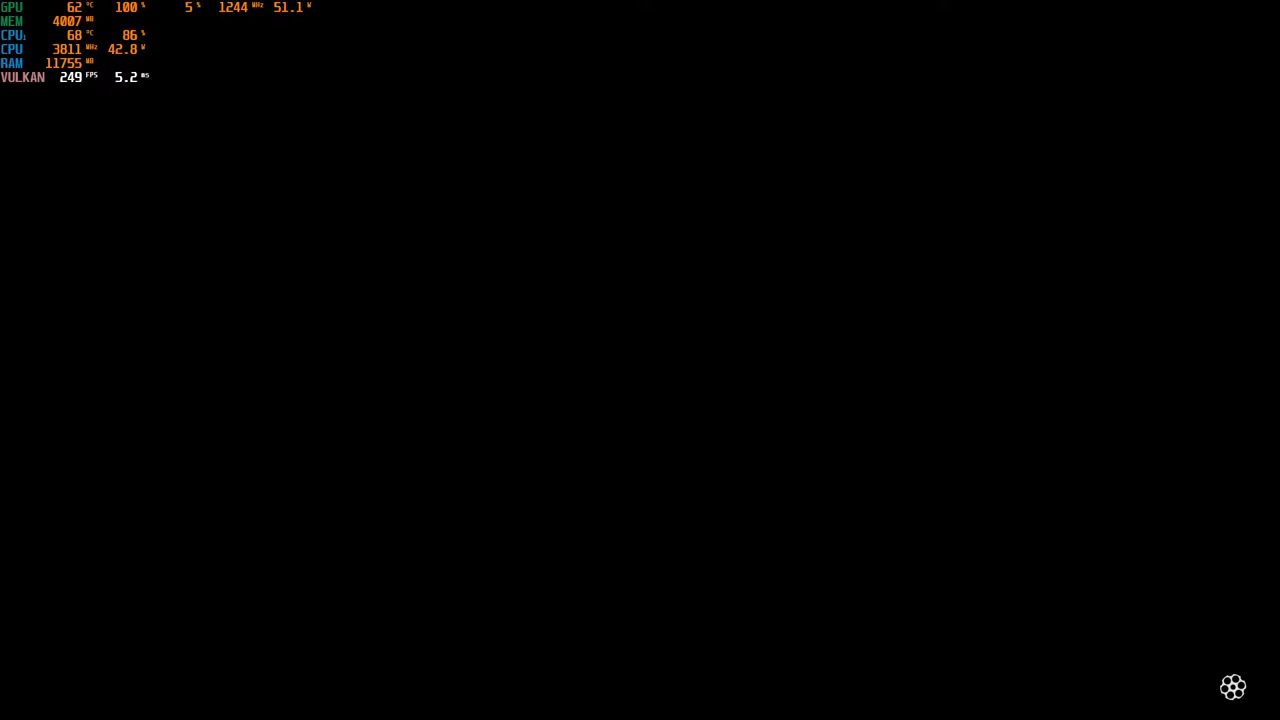 GPU 62 °C 100 % 5 % 1244 MHz 51.1 W
MEM 4007 MB
CPU1 68 °C 86 %
CPU 3811 MHz 42.8 W
RAM 11755 MB
VULKAN 249 FPS 5.2 ms